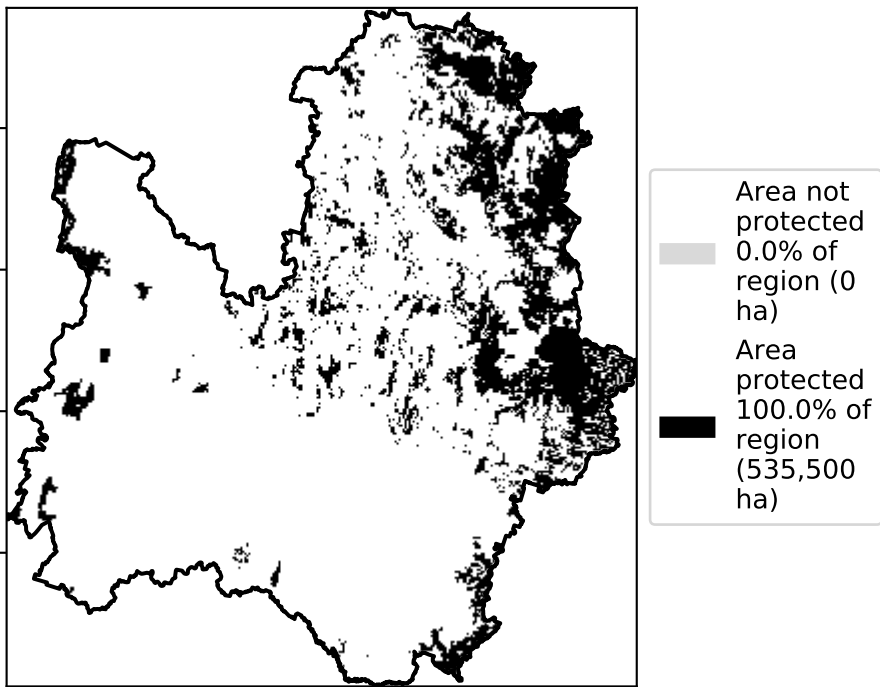 Area not
protected
0.0% of
region (0
ha)
Area
protected
100.0% of
region
(535,500
ha)